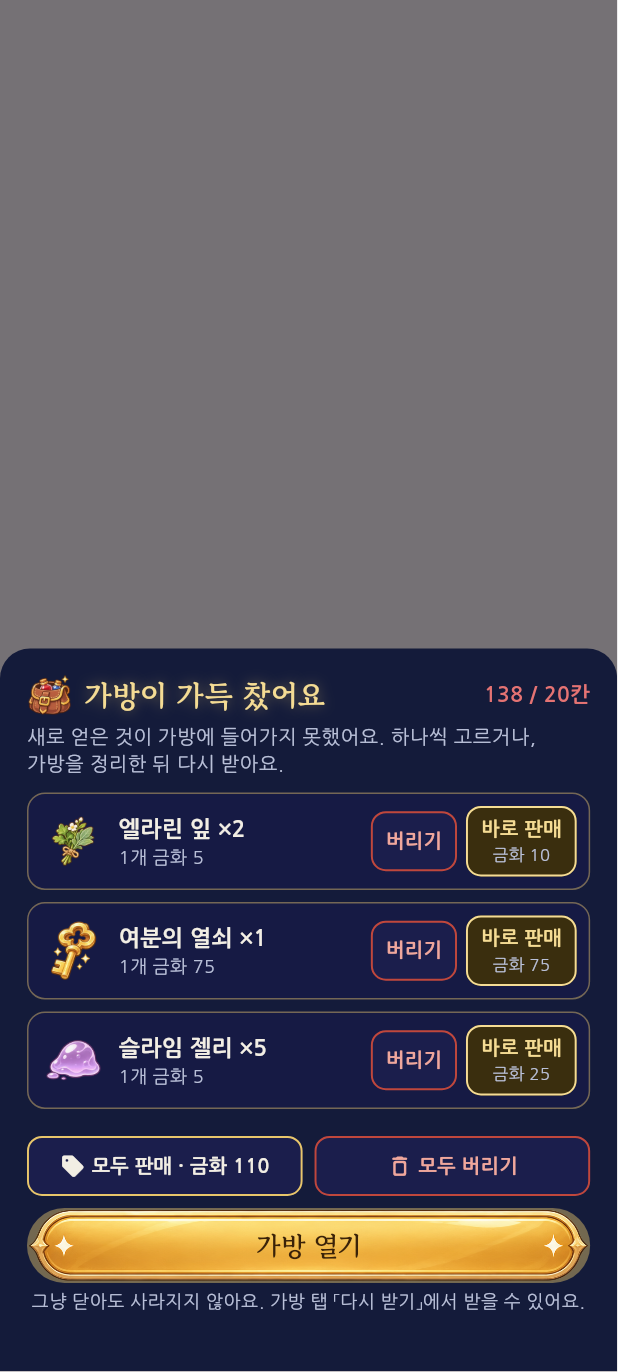 가방이 가득 찼어요
138 / 20칸
새로 얻은 것이 가방에 들어가지 못했어요. 하나씩 고르거나,
가방을 정리한 뒤 다시 받아요.
엘라린 잎 ×2
1개 금화 5
버리기
바로 판매
금화 10
여분의 열쇠 ×1
1개 금화 75
버리기
바로 판매
금화 75
슬라임 젤리 ×5
1개 금화 5
버리기
바로 판매
금화 25
모두 판매 · 금화 110
모두 버리기
가방 열기
그냥 닫아도 사라지지 않아요. 가방 탭 「다시 받기」에서 받을 수 있어요.